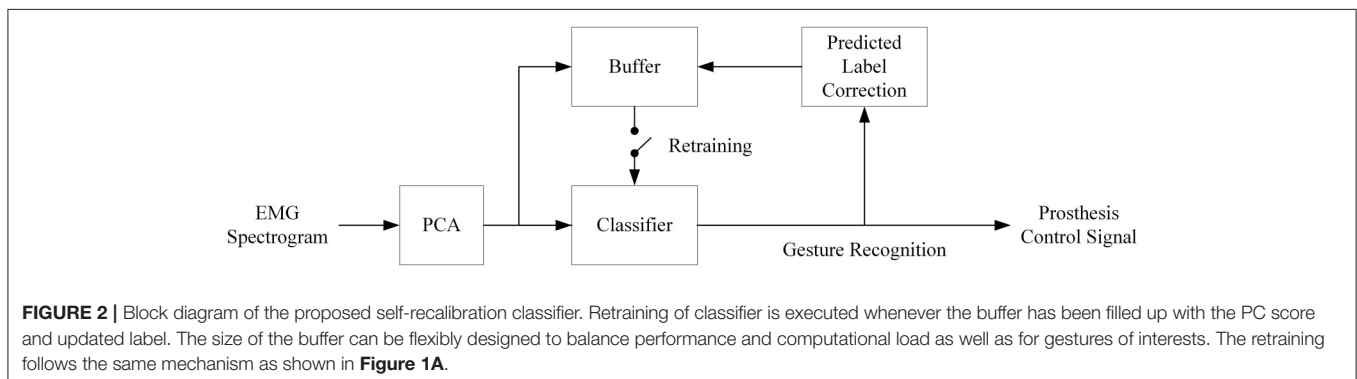 Buffer
Predicted
Label
Correction
Retraining
EMG
Spectrogram
PCA
Classifier
Gesture Recognition
Prosthesis
Control Signal
FIGURE 2 | Block diagram of the proposed self-recalibration classifier. Retraining of classifier is executed whenever the buffer has been filled up with the PC score
and updated label. The size of the buffer can be flexibly designed to balance performance and computational load as well as for gestures of interests. The retraining
follows the same mechanism as shown in Figure 1A.